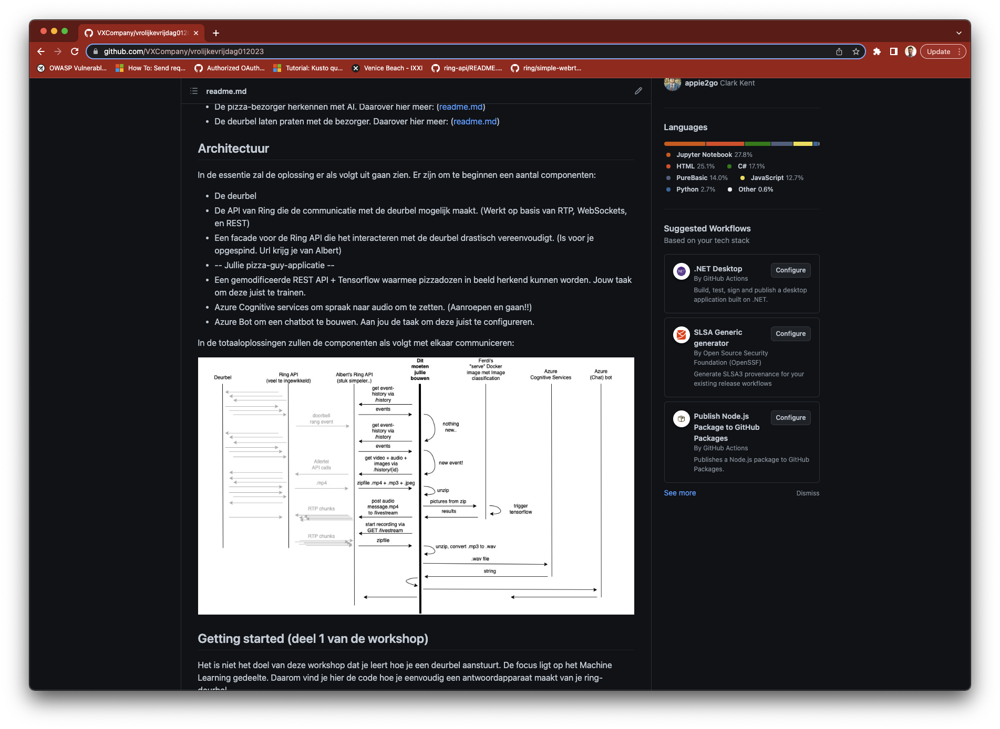 VXCompany/vrolijkevrijdag012
github.com/VXCompany/vrolijkevrijdag012023
Update
OWASP Vulnerabl...
How To: Send req...
Authorized OAuth...
Tutorial: Kusto qu...
Venice Beach - IXXI
ring-api/README....
ring/simple-webrt...
readme.md
De pizza-bezorger herkennen met AI. Daarover hier meer: (readme.md)
De deurbel laten praten met de bezorger. Daarover hier meer: (readme.md)
Architectuur
In de essentie zal de oplossing er als volgt uit gaan zien. Er zijn om te beginnen een aantal componenten:
De deurbel
De API van Ring die de communicatie met de deurbel mogelijk maakt. (Werkt op basis van RTP, WebSockets,
en REST)
Een facade voor de Ring API die het interacteren met de deurbel drastisch vereenvoudigt. (Is voor je
opgespind. Url krijg je van Albert)
-- Jullie pizza-guy-applicatie --
Een gemodificeerde REST API + Tensorflow waarmee pizzadozen in beeld herkend kunnen worden. Jouw taak
om deze juist te trainen.
Azure Cognitive services om spraak naar audio om te zetten. (Aanroepen en gaan!!)
Azure Bot om een chatbot te bouwen. Aan jou de taak om deze juist te configureren.
In de totaaloplossingen zullen de componenten als volgt met elkaar communiceren:
Deurbel
Ring API
(veel te ingewikkeld)
Albert's Ring API
(stuk simpeler..)
Dit
moeten
jullie
bouwen
Ferdi's
"serve" Docker
image met Image
classification
Azure
Cognitive Services
Azure
(Chat) bot
get event-
history via
/history
events
doorbell
rang event
nothing
new..
get event-
history via
/history
events
Allerlei
API calls
get video + audio +
images via
/history/{id}
new event!
.mp4
zipfile .mp4 + .mp3 + .jpeg
unzip
RTP chunks
post audio
message.mp4
to /livestream
pictures from zip
results
trigger
tensorflow
start recording via
GET /livestream
RTP chunks
zipfile
unzip, convert .mp3 to .wav
.wav file
string
Getting started (deel 1 van de workshop)
Het is niet het doel van deze workshop dat je leert hoe je een deurbel aanstuurt. De focus ligt op het Machine
Learning gedeelte. Daarom vind je hier de code hoe je eenvoudig een antwoordapparaat maakt van je ring-
deurbel
appie2go Clark Kent
Languages
Jupyter Notebook 27.8%
HTML 25.1%
C# 17.1%
PureBasic 14.0%
JavaScript 12.7%
Python 2.7%
Other 0.6%
Suggested Workflows
Based on your tech stack
.NET Desktop
Configure
By GitHub Actions
Build, test, sign and publish a desktop
application built on .NET.
SLSA Generic
generator
Configure
By Open Source Security
Foundation (OpenSSF)
Generate SLSA3 provenance for your
existing release workflows
Publish Node.js
Package to GitHub
Packages
Configure
By GitHub Actions
Publishes a Node.js package to GitHub
Packages.
See more
Dismiss